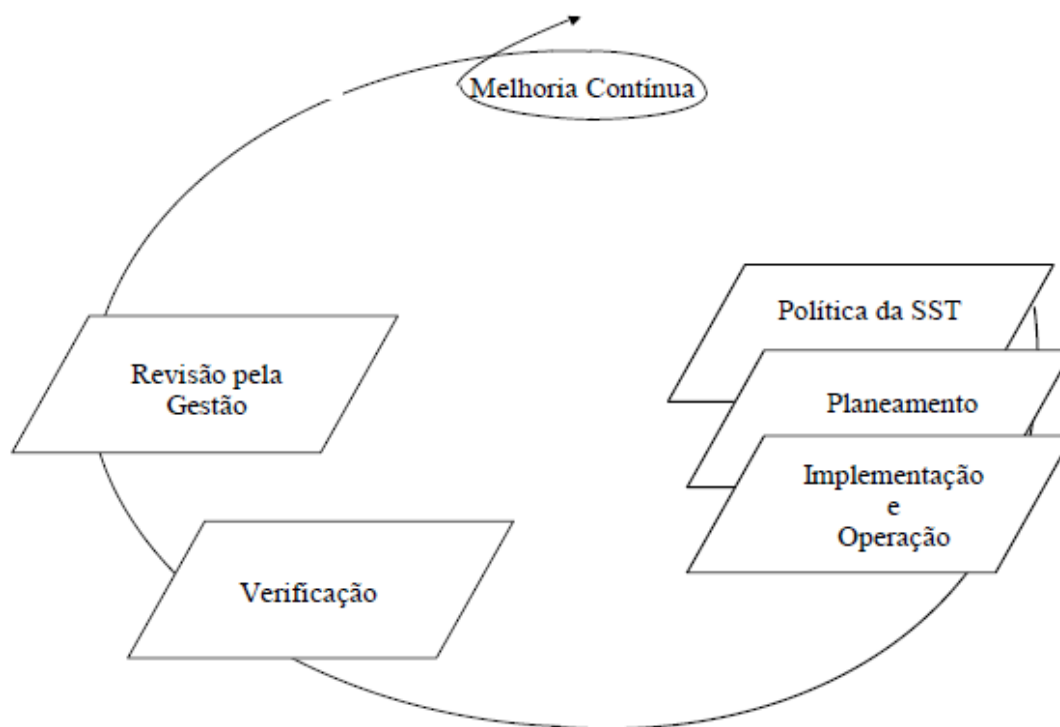 Melhoria Contínua
Política da SST
Planeamento
Implementação
e
Operação
Verificação
Revisão pela
Gestão